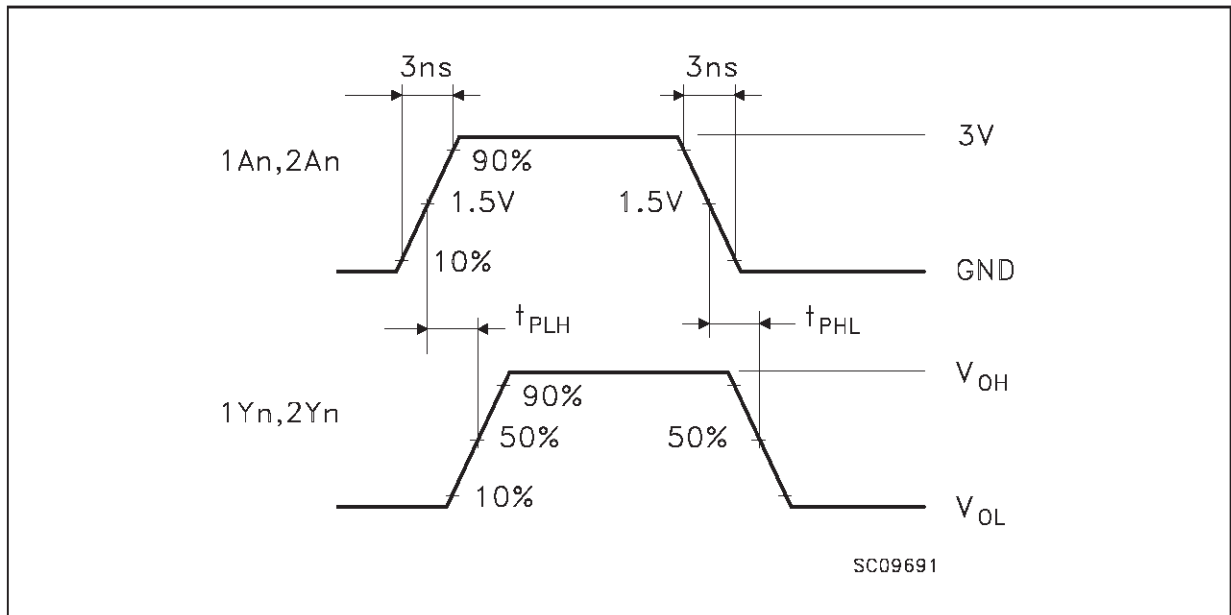 3ns 3ns
3V
1An,2An 90%
1.5V 1.5V
10% GND
tPLH tPHL
VOH
1Yn,2Yn 90%
50% 50%
10% VOL
SC09691